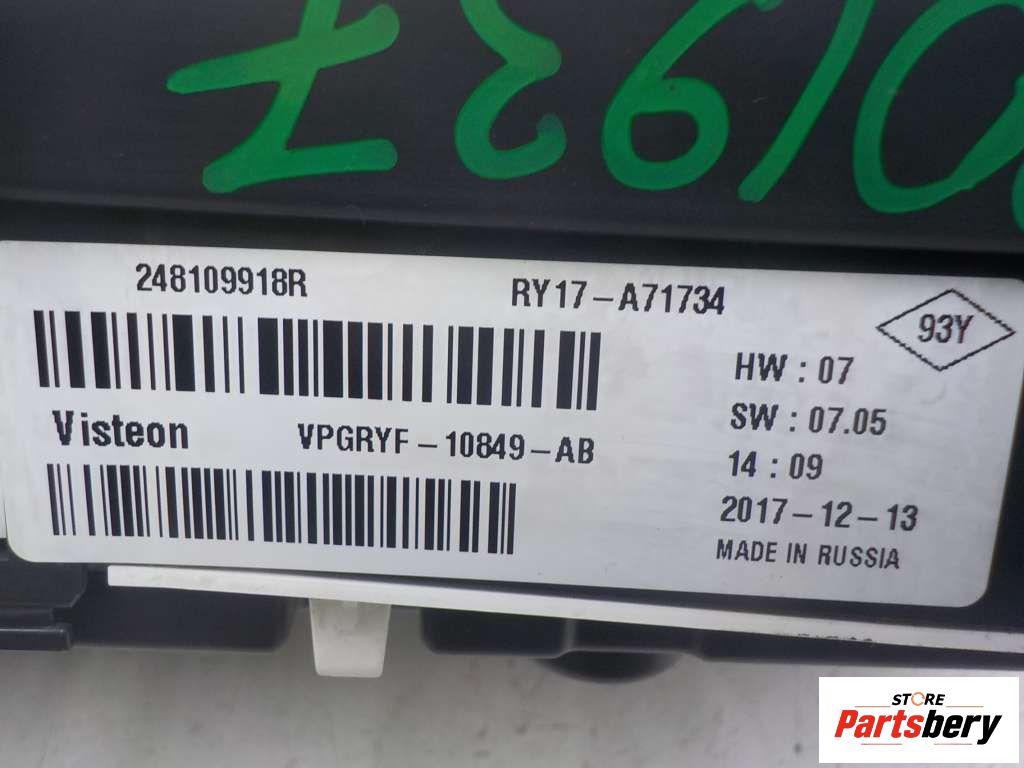 01937
248109918R
RY17-A71734
93Y
HW : 07
Visteon
VPGRYF-10849-AB
SW : 07.05
14 : 09
2017-12-13
MADE IN RUSSIA
STORE
Partsbery